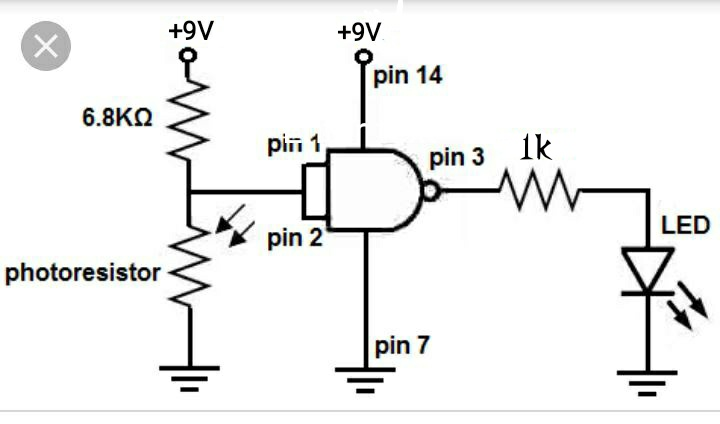 +9V
+9V
pin 14
6.8KΩ
pin 1
pin 3
1k
pin 2
LED
photoresistor
pin 7